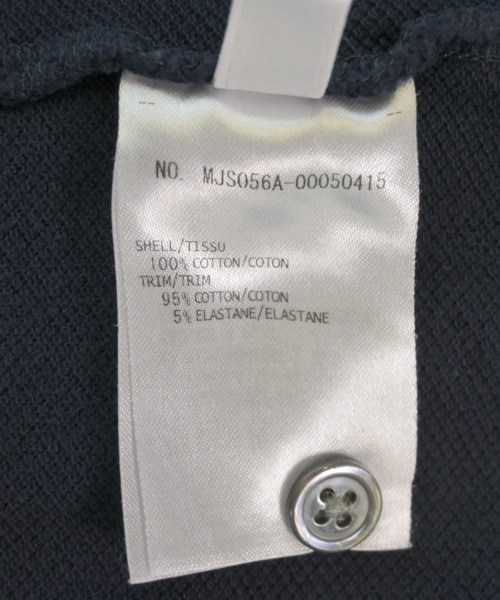 NO. MJS056A-00050415
SHELL/TISSU
100% COTTON/COTON
TRIM/TRIM
95% COTTON/COTON
5% ELASTANE/ELASTANE